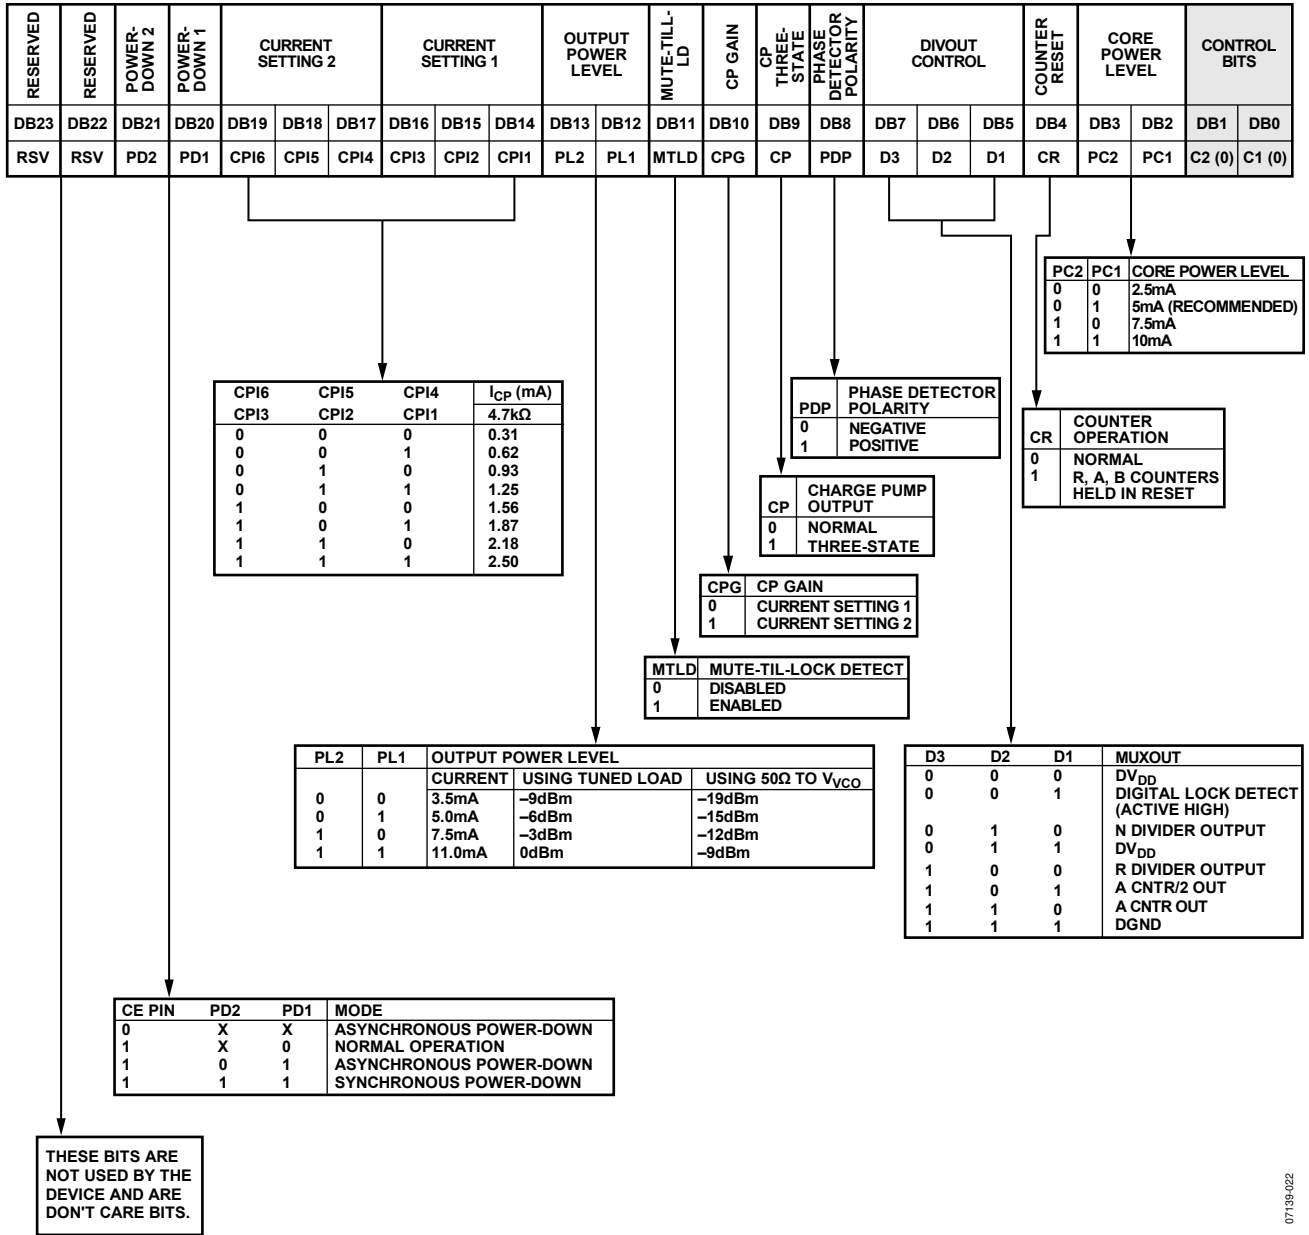 RESERVED
RESERVED
POWER-
DOWN 2
POWER-
DOWN 1
CURRENT
SETTING 2
CURRENT
SETTING 1
OUTPUT
POWER
LEVEL
MUTE-TILL-
LD
CP GAIN
CP
THREE-
STATE
PHASE
DETECTOR
POLARITY
DIVOUT
CONTROL
COUNTER
RESET
CORE
POWER
LEVEL
CONTROL
BITS
DB23 DB22 DB21 DB20 DB19 DB18 DB17 DB16 DB15 DB14 DB13 DB12 DB11 DB10 DB9 DB8 DB7 DB6 DB5 DB4 DB3 DB2 DB1 DB0
RSV RSV PD2 PD1 CPI6 CPI5 CPI4 CPI3 CPI2 CPI1 PL2 PL1 MTLD CPG CP PDP D3 D2 D1 CR PC2 PC1 C2 (0) C1 (0)
PC2 PC1 CORE POWER LEVEL
0 0 2.5mA
0 1 5mA (RECOMMENDED)
1 0 7.5mA
1 1 10mA
CPI6 CPI5 CPI4 ICP (mA)
CPI3 CPI2 CPI1 4.7kΩ
0 0 0 0.31
0 0 1 0.62
0 1 0 0.93
0 1 1 1.25
1 0 0 1.56
1 0 1 1.87
1 1 0 2.18
1 1 1 2.50
PHASE DETECTOR
PDP POLARITY
0 NEGATIVE
1 POSITIVE
COUNTER
CR OPERATION
0 NORMAL
1 R, A, B COUNTERS
HELD IN RESET
CHARGE PUMP
CP OUTPUT
0 NORMAL
1 THREE-STATE
CPG CP GAIN
0 CURRENT SETTING 1
1 CURRENT SETTING 2
MTLD MUTE-TIL-LOCK DETECT
0 DISABLED
1 ENABLED
PL2 PL1 OUTPUT POWER LEVEL
CURRENT USING TUNED LOAD USING 50Ω TO VVCO
0 0 3.5mA –9dBm –19dBm
0 1 5.0mA –6dBm –15dBm
1 0 7.5mA –3dBm –12dBm
1 1 11.0mA 0dBm –9dBm
D3 D2 D1 MUXOUT
0 0 0 DVDD
0 0 1 DIGITAL LOCK DETECT
(ACTIVE HIGH)
0 1 0 N DIVIDER OUTPUT
0 1 1 DVDD
1 0 0 R DIVIDER OUTPUT
1 0 1 A CNTR/2 OUT
1 1 0 A CNTR OUT
1 1 1 DGND
CE PIN PD2 PD1 MODE
0 X X ASYNCHRONOUS POWER-DOWN
1 X 0 NORMAL OPERATION
1 0 1 ASYNCHRONOUS POWER-DOWN
1 1 1 SYNCHRONOUS POWER-DOWN
THESE BITS ARE
NOT USED BY THE
DEVICE AND ARE
DON'T CARE BITS.
07139-022